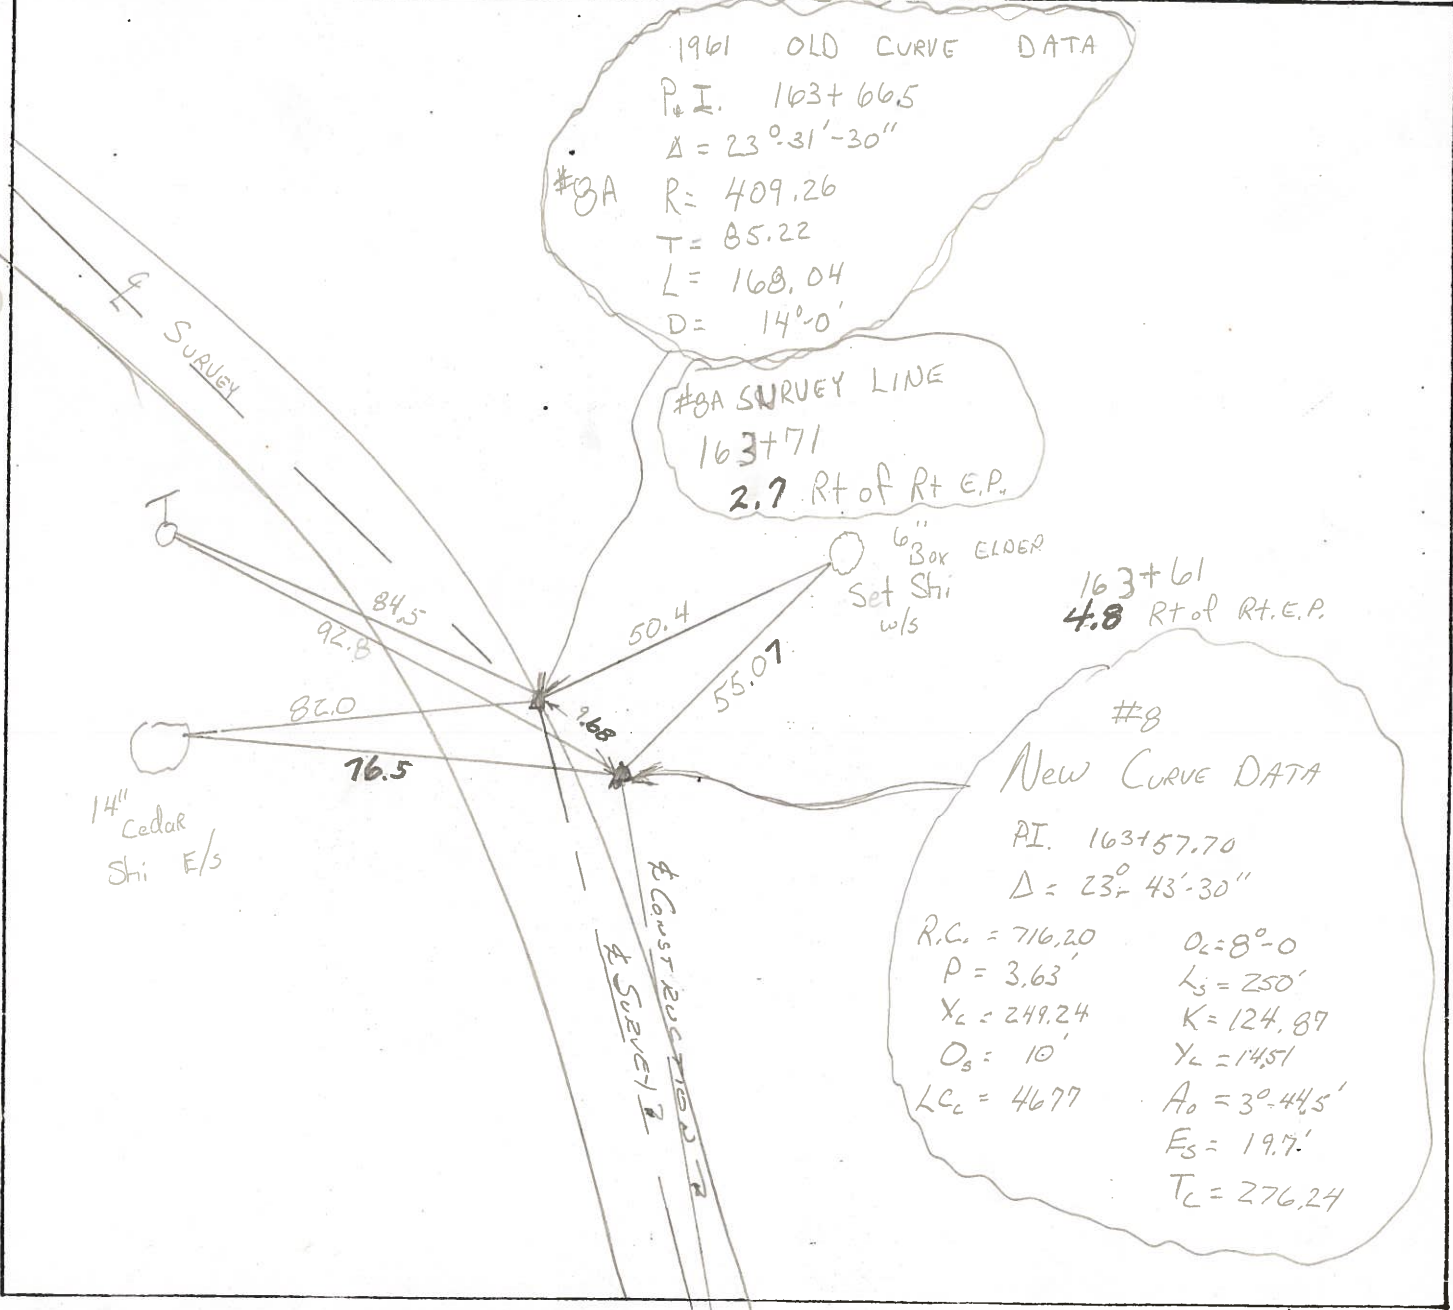 1961 OLD CURVE DATA
P.I. 163+66.5
Δ = 23°-31'-30"
#8A
R= 409.26
T= 85.22
L= 168.04
D= 14°-0'
#8A SURVEY LINE
163+71
2.7 Rt of Rt E.P.
℄ SURVEY
T
6" Box ELDER
Set Shi
w/s
163+61
4.8 Rt of Rt. E.P.
84.5
92.8
50.4
55.07
82.0
9.68
76.5
14"
Cedar
Shi E/s
#8
New CURVE DATA
P.I. 163+57.70
Δ = 23°-43'-30"
R.C. = 716.20
Dc = 8°-0
P = 3.63'
Ls = 250'
Xc = 249.24
K = 124.87
Os = 10'
Yc = 14.51
LCc = 46.77
Ao = 3°-44.5'
Es = 19.7'
Tc = 276.24
℄ CONSTRUCTION
℄ SURVEY